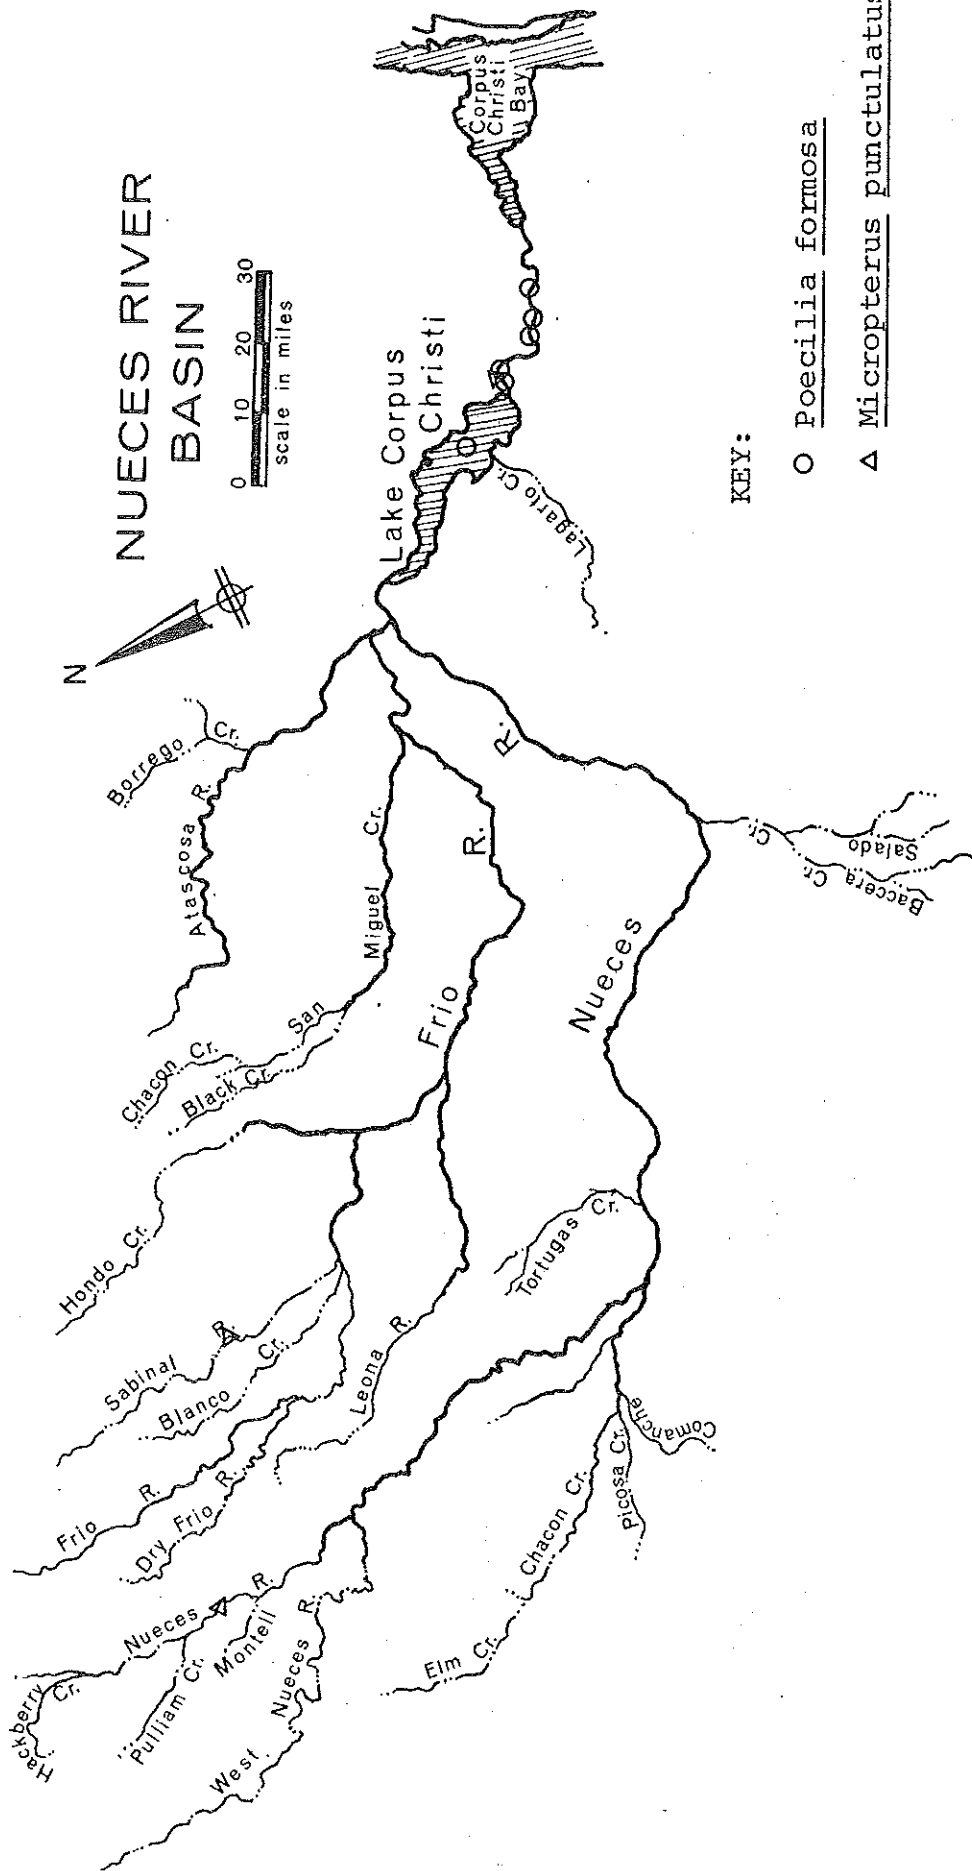 NUECES RIVER
BASIN
0 10 20 30
scale in miles
N
Hackberry
Cr.
Nueces R.
Pulliam Cr.
Montell
West Nueces R.
Frio R.
Dry Frio R.
Sabinal R.
Blanco Cr.
Hondo Cr.
Leona R.
Chacon Cr.
Black Cr.
San Miguel Cr.
Atascosa R.
Borrego Cr.
Frio R.
Nueces R.
Tortugas Cr.
Elm Cr.
Chacon Cr.
Picosa Cr.
Comanche
Baccera Cr.
Salado
Cr.
Lagarto Cr.
Lake Corpus
Christi
Corpus
Christi
Bay
KEY:
O Poecilia formosa
Δ Micropterus punctulatus